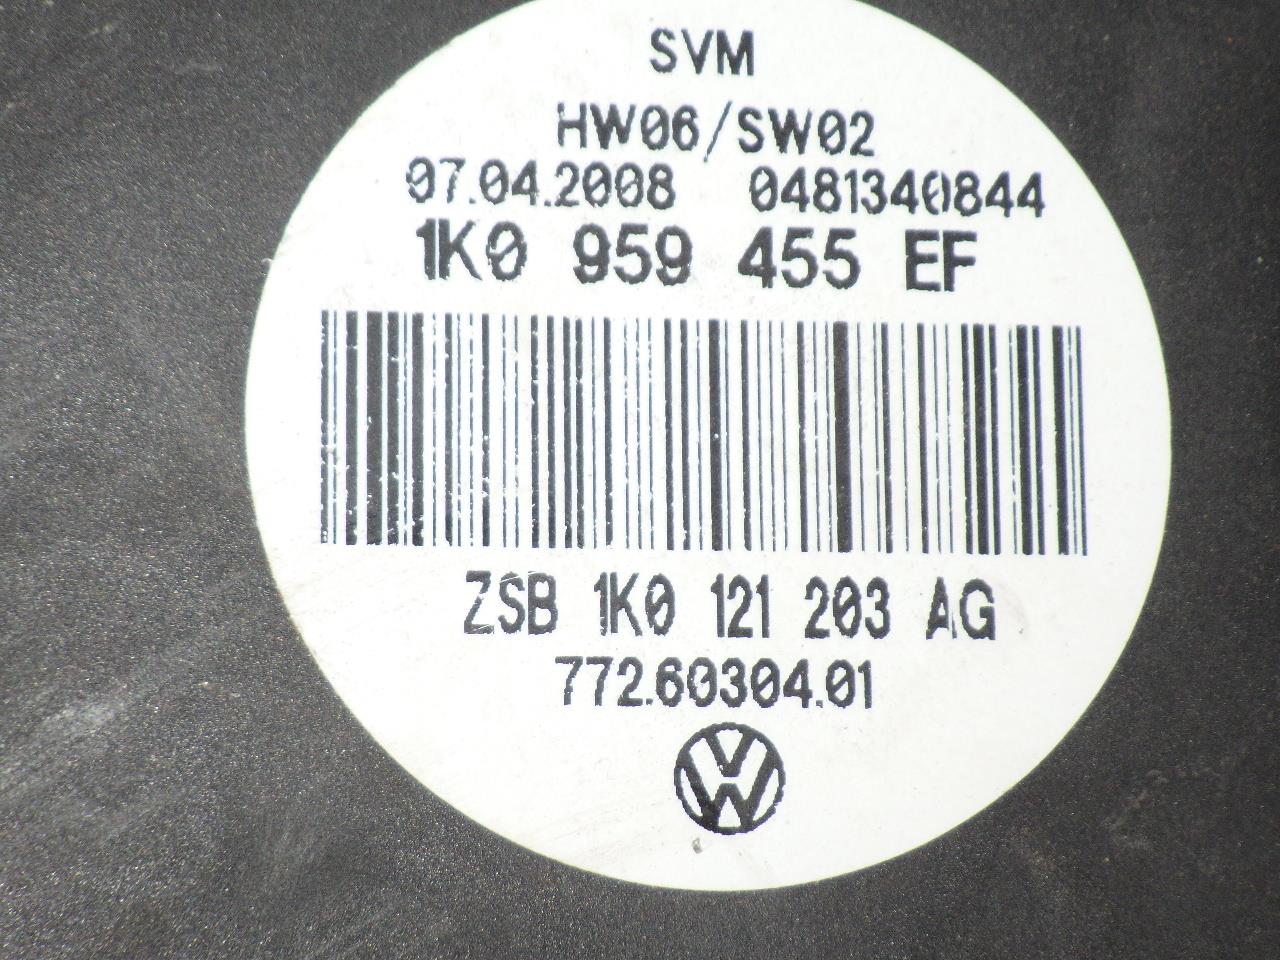 SVM
HW06/SW02
07.04.2008 0481340844
1K0 959 455 EF
ZSB 1K0 121 203 AG
772.60304.01
VW